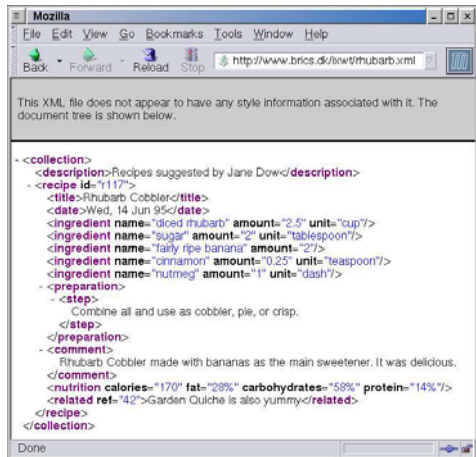 Mozilla
File Edit View Go Bookmarks Tools Window Help
Back Forward Reload Stop http://www.brics.dk/ixwt/rhubarb.xml
This XML file does not appear to have any style information associated with it. The
document tree is shown below.
- <collection>
<description>Recipes suggested by Jane Dow</description>
- <recipe id="r117">
<title>Rhubarb Cobbler</title>
<date>Wed, 14 Jun 95</date>
<ingredient name="diced rhubarb" amount="2.5" unit="cup"/>
<ingredient name="sugar" amount="2" unit="tablespoon"/>
<ingredient name="fairly ripe banana" amount="2"/>
<ingredient name="cinnamon" amount="0.25" unit="teaspoon"/>
<ingredient name="nutmeg" amount="1" unit="dash"/>
- <preparation>
- <step>
Combine all and use as cobbler, pie, or crisp.
</step>
</preparation>
- <comment>
Rhubarb Cobbler made with bananas as the main sweetener. It was delicious.
</comment>
<nutrition calories="170" fat="28%" carbohydrates="58%" protein="14%"/>
<related ref="42">Garden Quiche is also yummy</related>
</recipe>
</collection>
Done